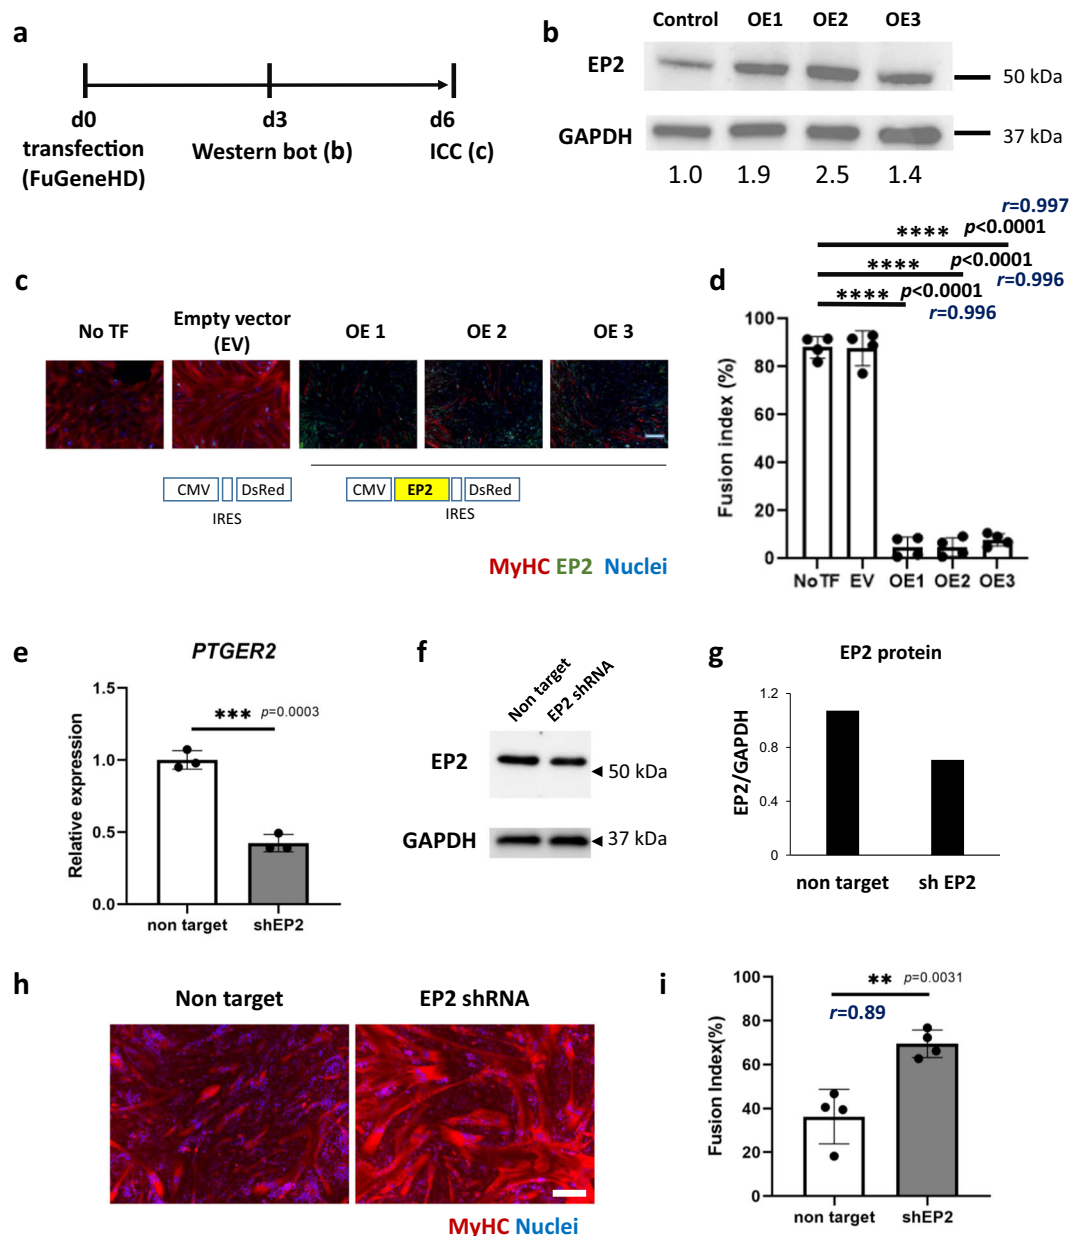 a
d0
d3
d6
transfection
(FuGeneHD)
Western bot (b)
ICC (c)
b
Control OE1 OE2 OE3
EP2
50 kDa
GAPDH
37 kDa
1.0 1.9 2.5 1.4
c
No TF
Empty vector
(EV)
OE 1
OE 2
OE 3
CMV DsRed
IRES
CMV EP2 DsRed
IRES
MyHC EP2 Nuclei
d
r=0.997
**** p<0.0001
r=0.996
**** p<0.0001
r=0.996
**** p<0.0001
Fusion index (%)
100
80
60
40
20
0
No TF EV OE1 OE2 OE3
e
PTGER2
*** p=0.0003
Relative expression
1.5
1.0
0.5
0.0
non target shEP2
f
Non target
EP2 shRNA
EP2
50 kDa
GAPDH
37 kDa
g
EP2 protein
EP2/GAPDH
1.2
0.8
0.4
0
non target sh EP2
h
Non target
EP2 shRNA
MyHC Nuclei
i
** p=0.0031
r=0.89
Fusion Index(%)
100
80
60
40
20
0
non target shEP2